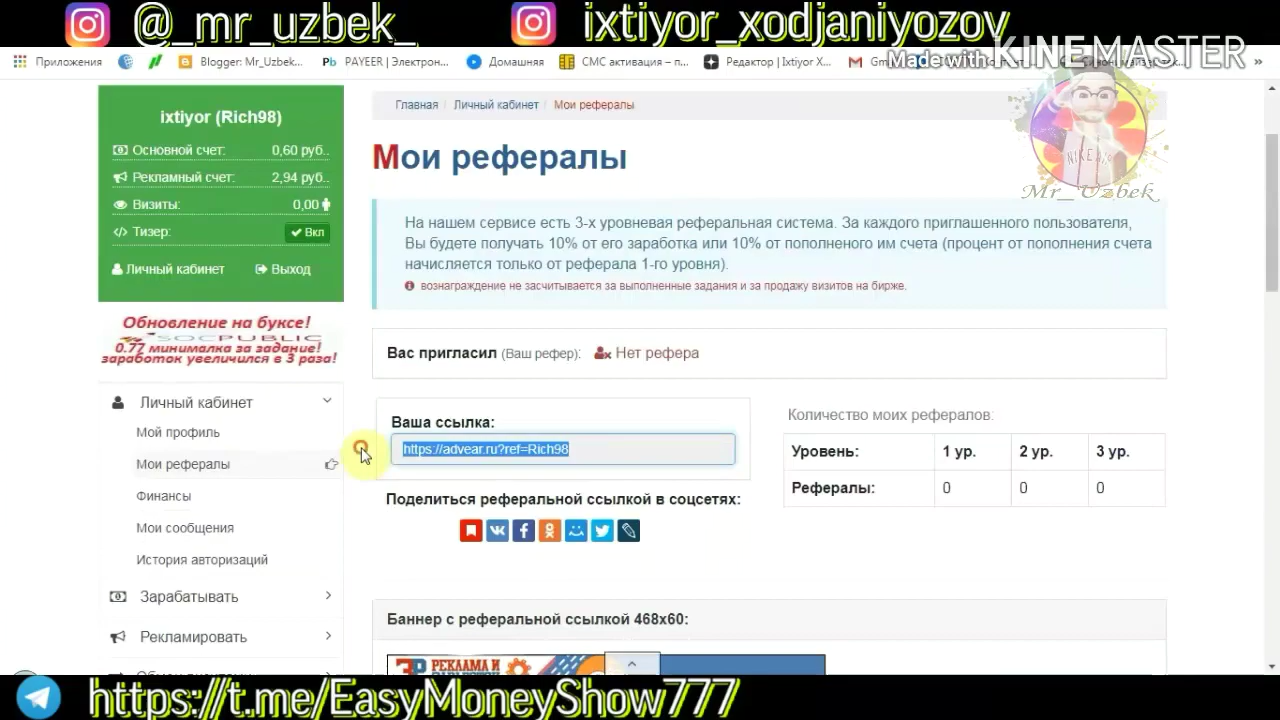 @_mr_uzbek_
ixtiyor_xodjaniyozov
Приложения
Blogger: Mr_Uzbek...
PAYEER | Электрон...
Домашняя
СМС активация – п...
Редактор | Ixtiyor X...
Made with KINEMASTER
ixtiyor (Rich98)
Основной счет: 0,60 руб..
Рекламный счет: 2,94 руб..
Визиты: 0,00
Тизер: Вкл
Личный кабинет Выход
Обновление на буксе!
SOCPUBLIC
0.77 минималка за задание!
заработок увеличился в 3 раза!
Личный кабинет
Мой профиль
Мои рефералы
Финансы
Мои сообщения
История авторизаций
Зарабатывать
Рекламировать
Главная / Личный кабинет / Мои рефералы
Мои рефералы
NIKE
Mr_Uzbek
На нашем сервисе есть 3-х уровневая реферальная система. За каждого приглашенного пользователя,
Вы будете получать 10% от его заработка или 10% от пополненого им счета (процент от пополнения счета
начисляется только от реферала 1-го уровня).
вознаграждение не засчитывается за выполненные задания и за продажу визитов на бирже.
Вас пригласил (Ваш рефер): Нет рефера
Ваша ссылка:
https://advear.ru?ref=Rich98
Поделиться реферальной ссылкой в соцсетях:
Количество моих рефералов:
Уровень: 1 ур. 2 ур. 3 ур.
Рефералы: 0 0 0
Баннер с реферальной ссылкой 468x60:
РЕКЛАМА И
https://t.me/EasyMoneyShow777